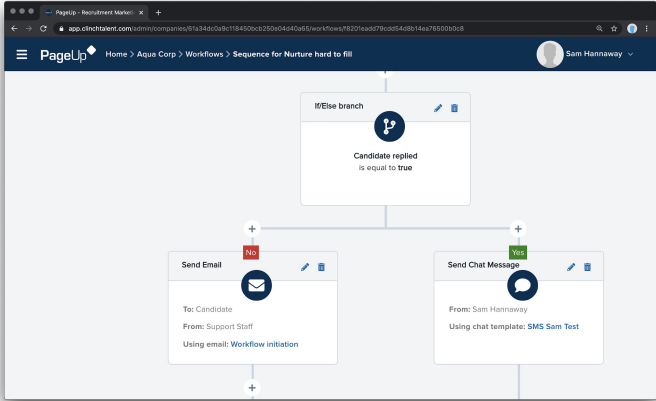 PageUp - Recruitment Marketi
app.clinchtalent.com/admin/companies/61a34dc0a9c118450bcb250e04d40a65/workflows/f8201eadd79cdd54d8b14ea76500b0c8
PageUp
Home > Aqua Corp > Workflows > Sequence for Nurture hard to fill
Sam Hannaway
If/Else branch
Candidate replied
is equal to true
No
Yes
Send Email
To: Candidate
From: Support Staff
Using email: Workflow initiation
Send Chat Message
From: Sam Hannaway
Using chat template: SMS Sam Test